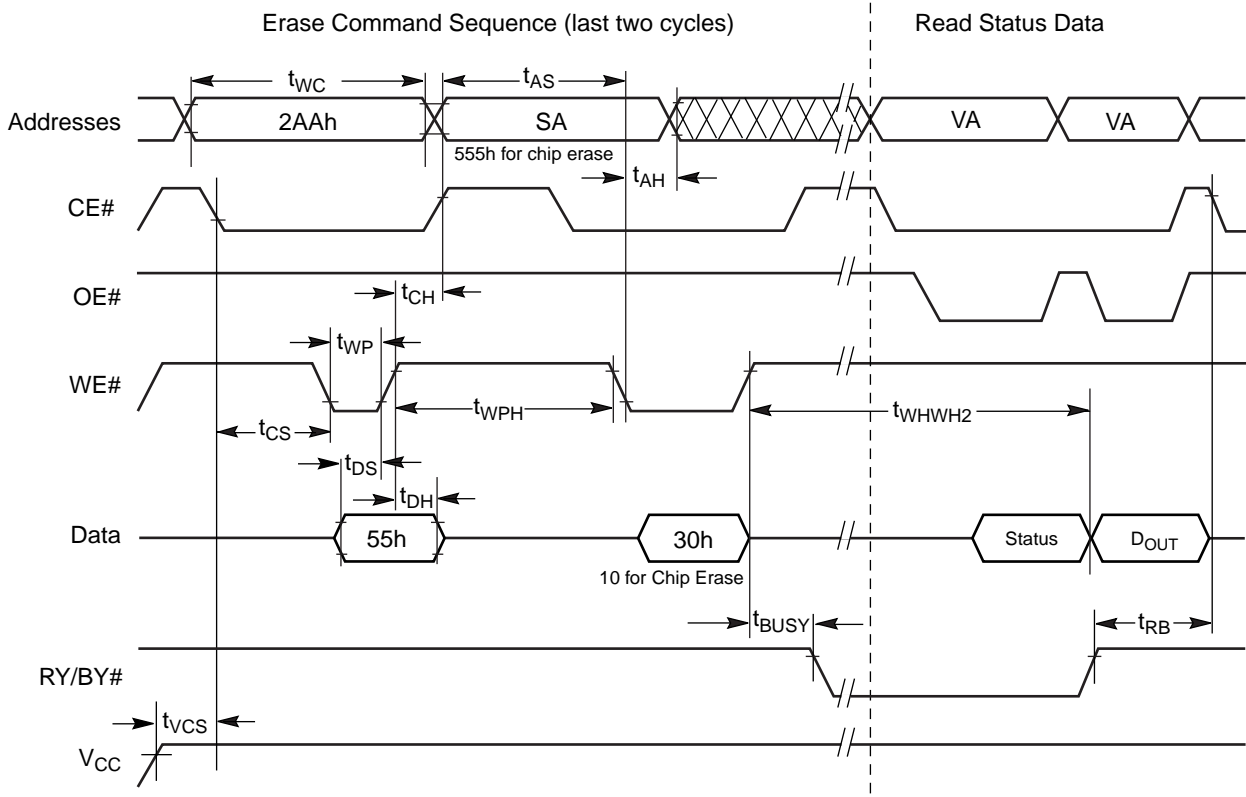 Erase Command Sequence (last two cycles)
Read Status Data
tWC
tAS
Addresses
2AAh
SA
VA
VA
555h for chip erase
tAH
CE#
OE#
tCH
tWP
WE#
tWPH
tWHWH2
tCS
tDS
tDH
Data
55h
30h
Status
DOUT
10 for Chip Erase
tBUSY
tRB
RY/BY#
tVCS
VCC